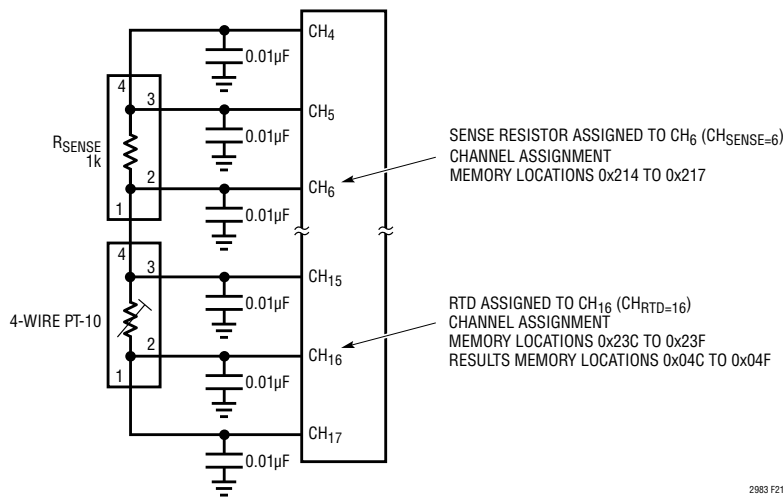 CH4
0.01µF
4
3
CH5
RSENSE
1k
0.01µF
2
CH6
1
0.01µF
SENSE RESISTOR ASSIGNED TO CH6 (CHSENSE=6)
CHANNEL ASSIGNMENT
MEMORY LOCATIONS 0x214 TO 0x217
4
3
CH15
4-WIRE PT-10
0.01µF
2
CH16
1
0.01µF
RTD ASSIGNED TO CH16 (CHRTD=16)
CHANNEL ASSIGNMENT
MEMORY LOCATIONS 0x23C TO 0x23F
RESULTS MEMORY LOCATIONS 0x04C TO 0x04F
CH17
0.01µF
2983 F21